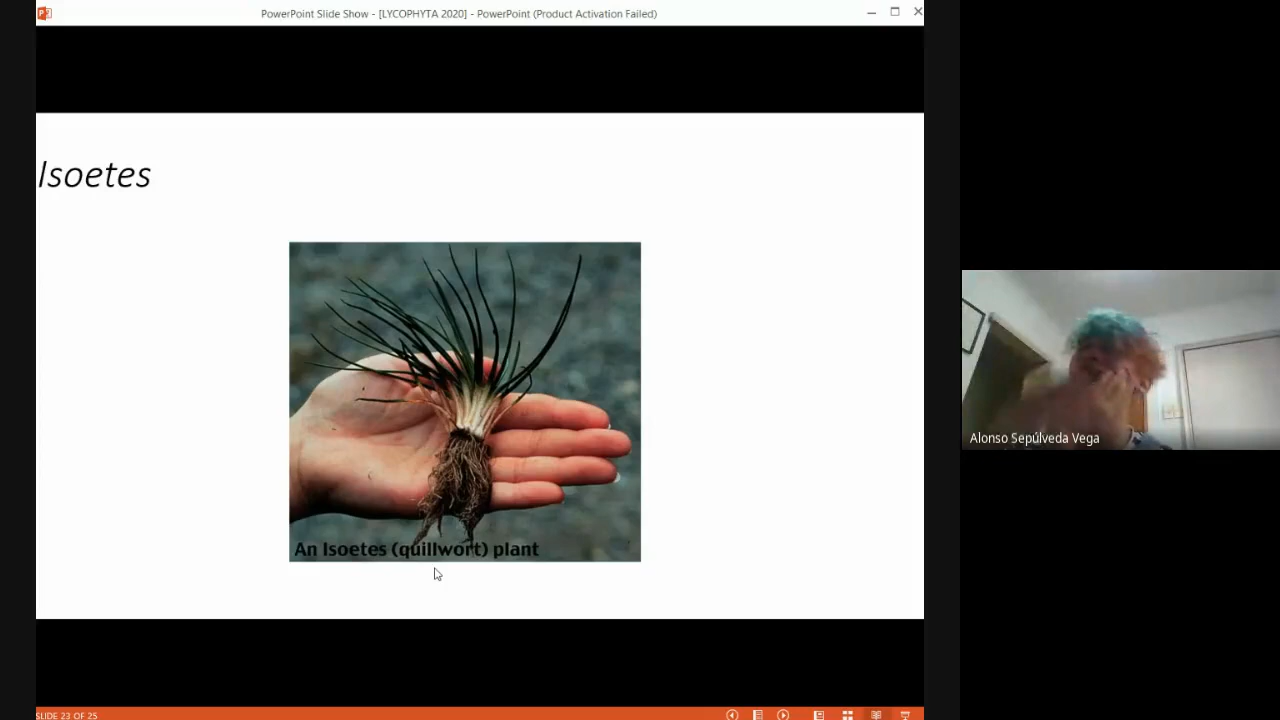 PowerPoint Slide Show - [LYCOPHYTA 2020] - PowerPoint (Product Activation Failed)
Isoetes
An Isoetes (quillwort) plant
Alonso Sepúlveda Vega
SLIDE 23 OF 25